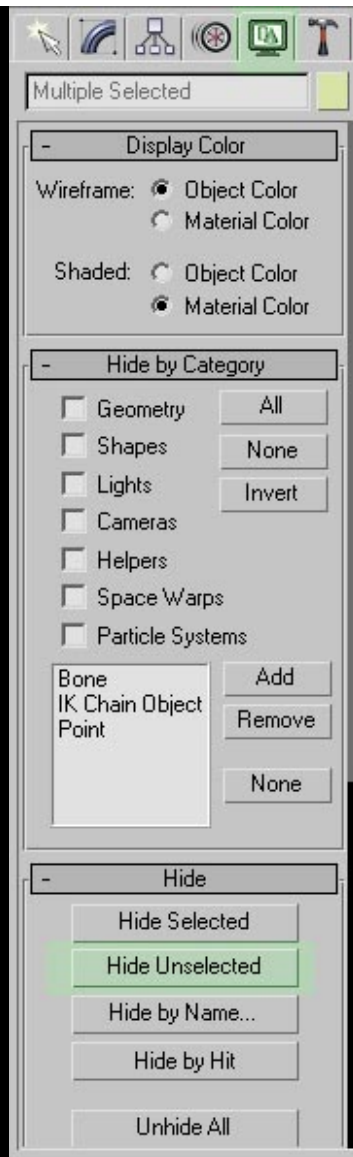 Multiple Selected
- Display Color
Wireframe: Object Color
Material Color
Shaded: Object Color
Material Color
- Hide by Category
Geometry All
Shapes None
Lights Invert
Cameras
Helpers
Space Warps
Particle Systems
Bone Add
IK Chain Object
Point Remove
None
- Hide
Hide Selected
Hide Unselected
Hide by Name...
Hide by Hit
Unhide All